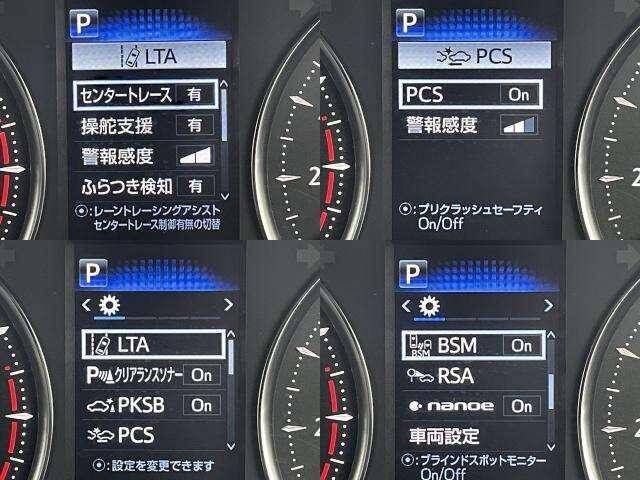 P
LTA
センタートレース 有
操舵支援 有
警報感度
ふらつき検知 有
:レーントレーシングアシスト
センタートレース制御有無の切替
P
PCS
PCS On
警報感度
:プリクラッシュセーフティ
On/Off
2
2
P
LTA
P クリアランスソナー On
PKSB On
PCS
:設定を変更できます
P
BSM BSM On
RSA
nanoe On
車両設定
:ブラインドスポットモニター
On/Off
2
2